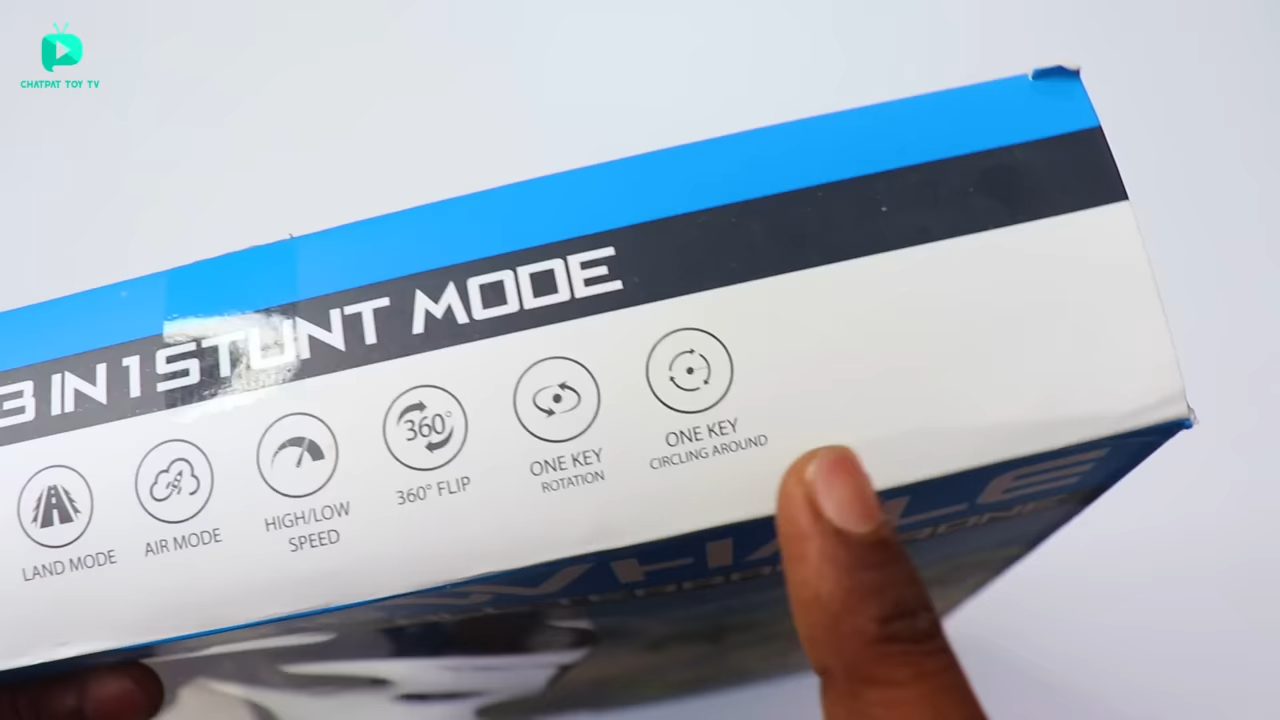 CHATPAT TOY TV
3 IN 1 STUNT MODE
LAND MODE
AIR MODE
HIGH/LOW
SPEED
360°
360° FLIP
ONE KEY
ROTATION
ONE KEY
CIRCLING AROUND